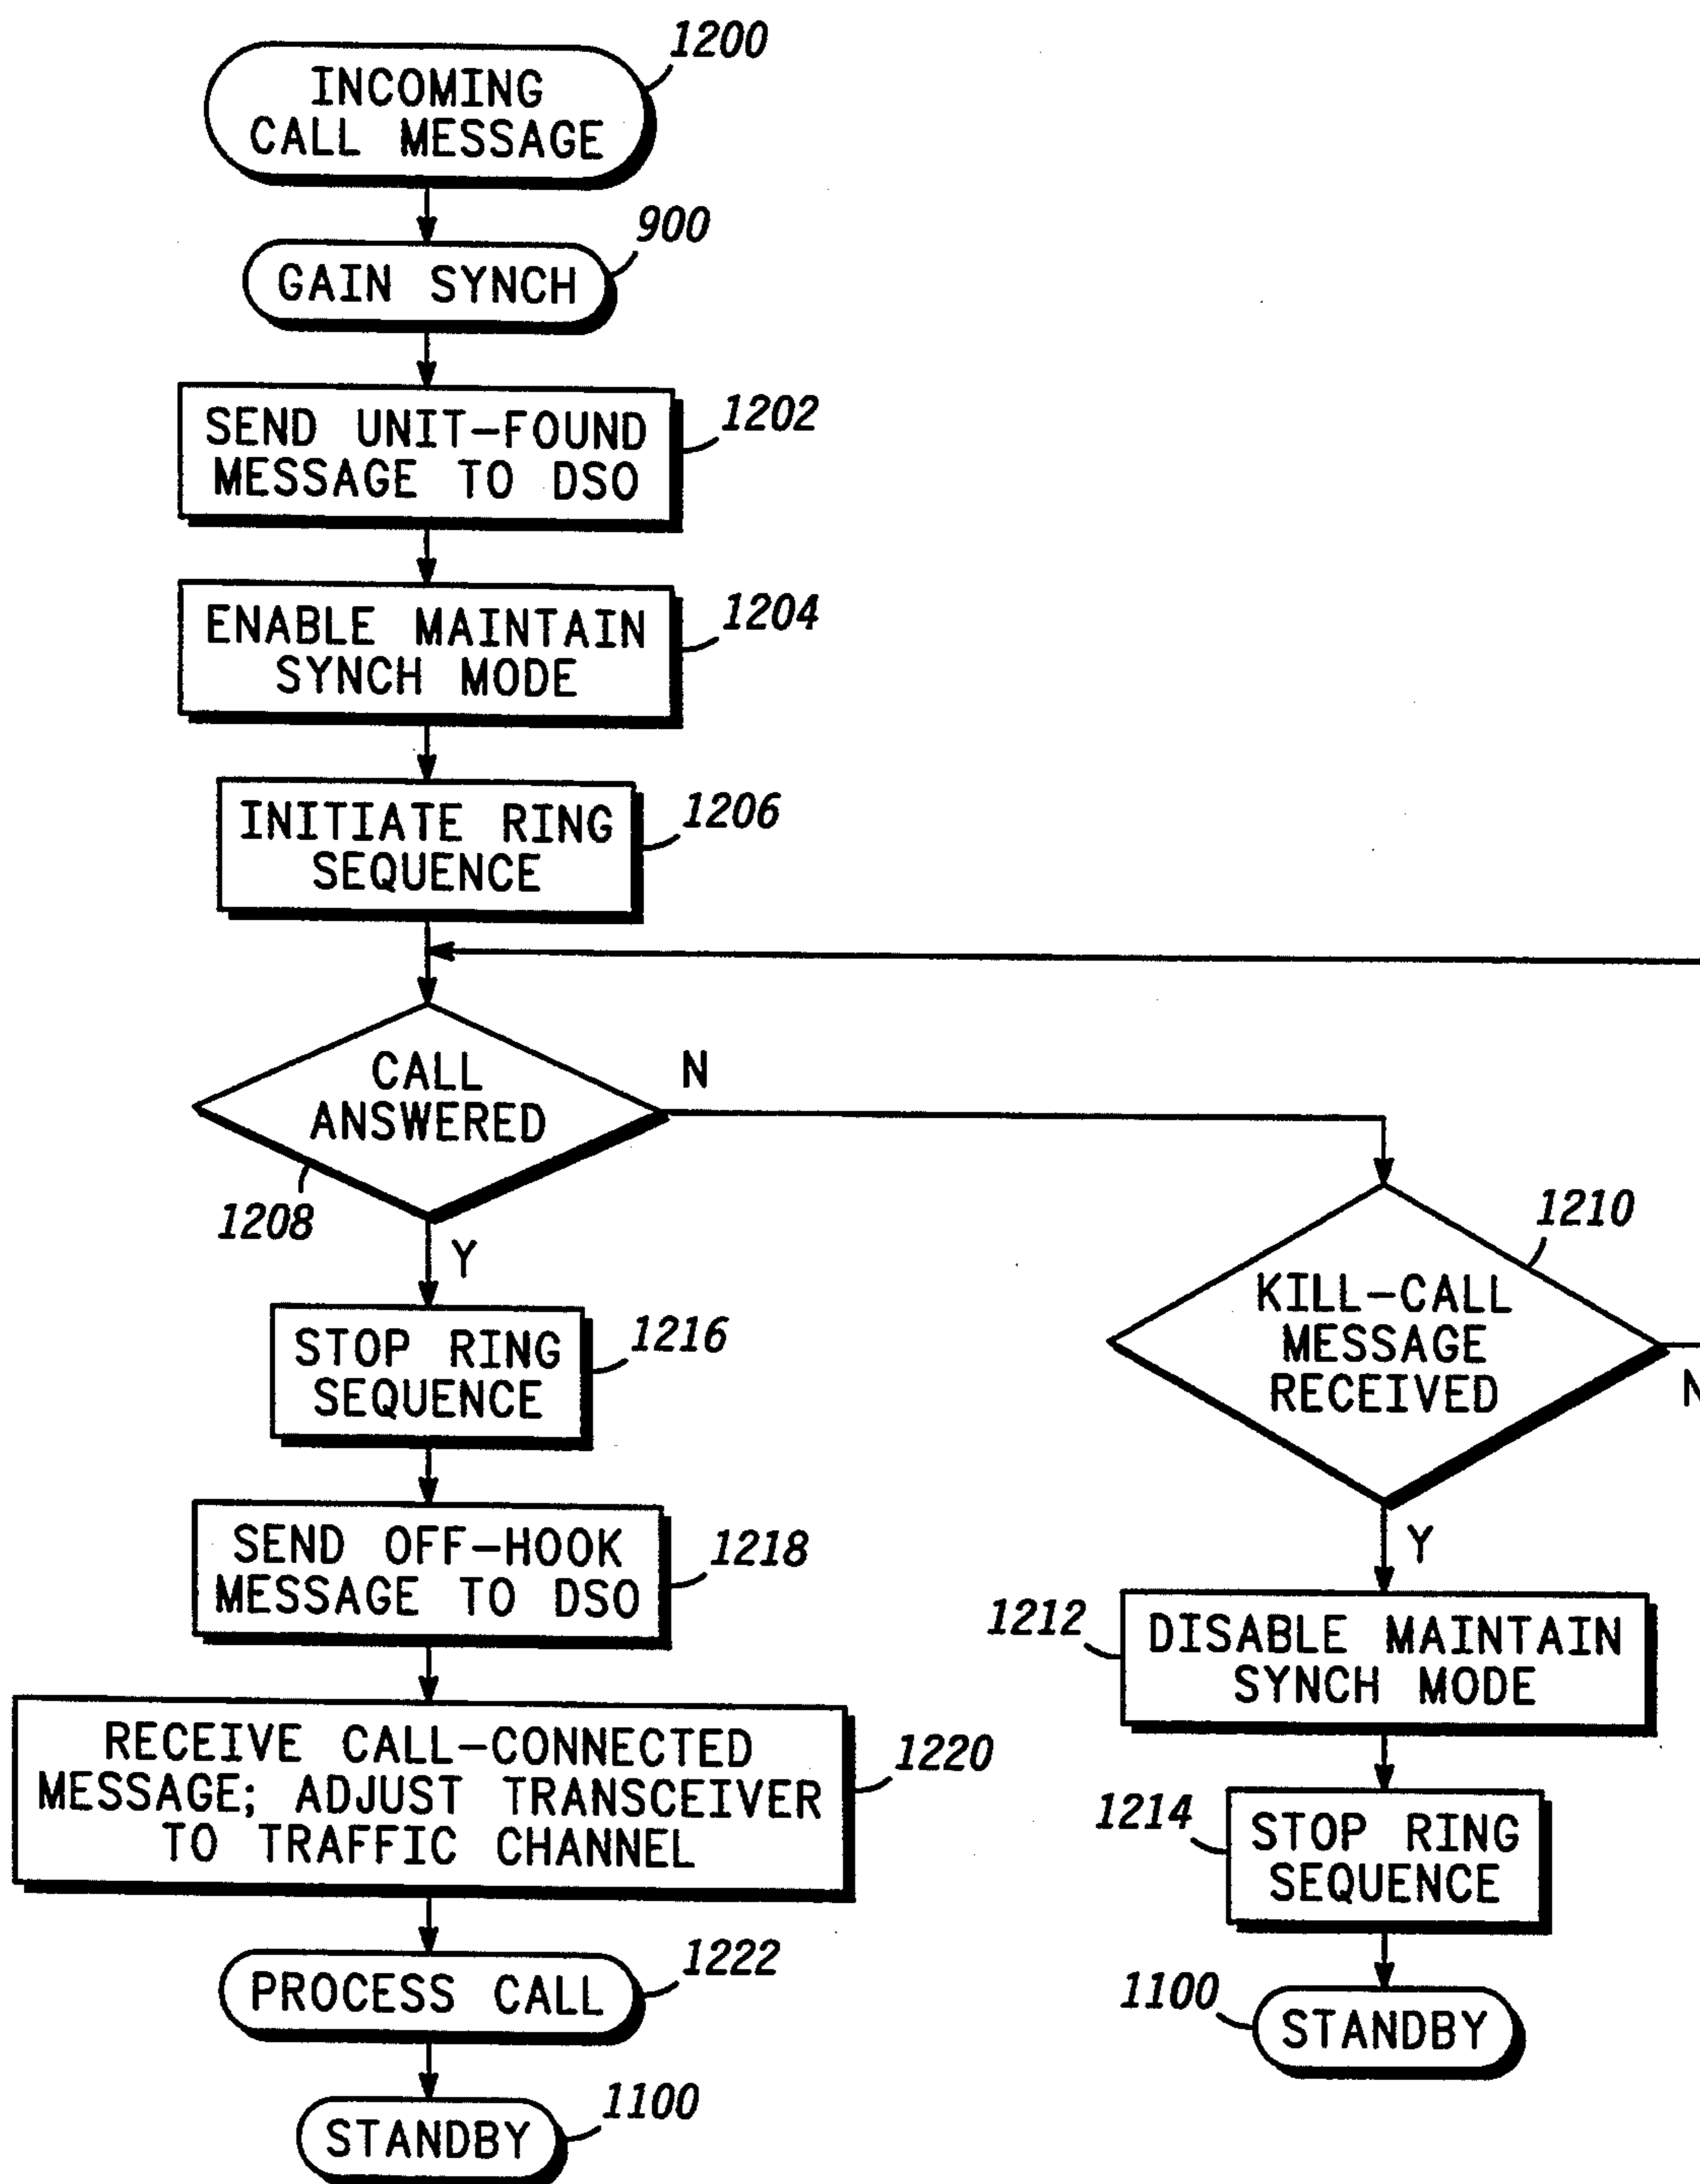 1200
INCOMING
CALL MESSAGE
900
GAIN SYNCH
1202
SEND UNIT-FOUND
MESSAGE TO DSO
1204
ENABLE MAINTAIN
SYNCH MODE
1206
INITIATE RING
SEQUENCE
CALL
ANSWERED
N
1208
Y
1210
KILL-CALL
MESSAGE
RECEIVED
N
Y
1216
STOP RING
SEQUENCE
1218
SEND OFF-HOOK
MESSAGE TO DSO
1212
DISABLE MAINTAIN
SYNCH MODE
1220
RECEIVE CALL-CONNECTED
MESSAGE; ADJUST TRANSCEIVER
TO TRAFFIC CHANNEL
1214
STOP RING
SEQUENCE
1222
PROCESS CALL
1100
STANDBY
1100
STANDBY